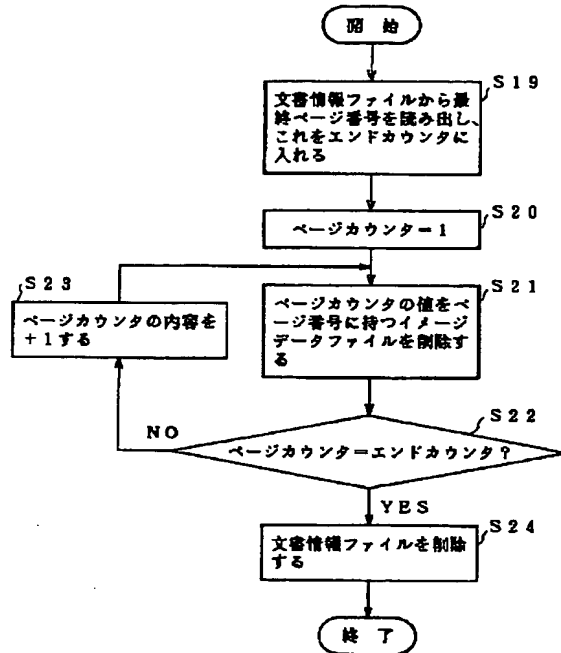 開 始
S19
文書情報ファイルから最
終ページ番号を読み出し、
これをエンドカウンタに
入れる
S20
ページカウンター1
S21
ページカウンタの値をペ
ージ番号に持つイメージ
データファイルを削除す
る
S23
ページカウンタの内容を
+1する
S22
ページカウンターエンドカウンタ?
NO
YES
S24
文書情報ファイルを削除
する
終 了